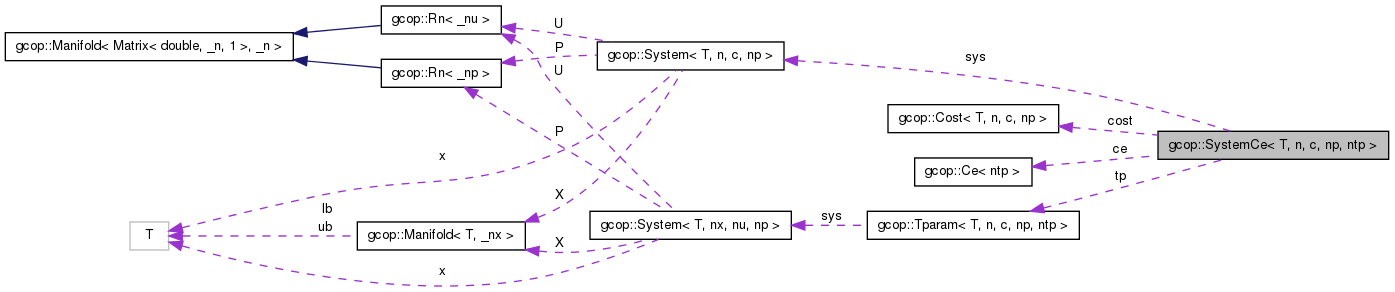 gcop::Rn< _nu >
U
gcop::Manifold< Matrix< double, _n, 1 >, _n >
P
gcop::System< T, n, c, np >
sys
gcop::Rn< _np >
U
gcop::Cost< T, n, c, np >
cost
P
gcop::SystemCe< T, n, c, np, ntp >
x
ce
gcop::Ce< ntp >
tp
X
lb
ub
T
gcop::Manifold< T, _nx >
X
gcop::System< T, nx, nu, np >
sys
gcop::Tparam< T, n, c, np, ntp >
x